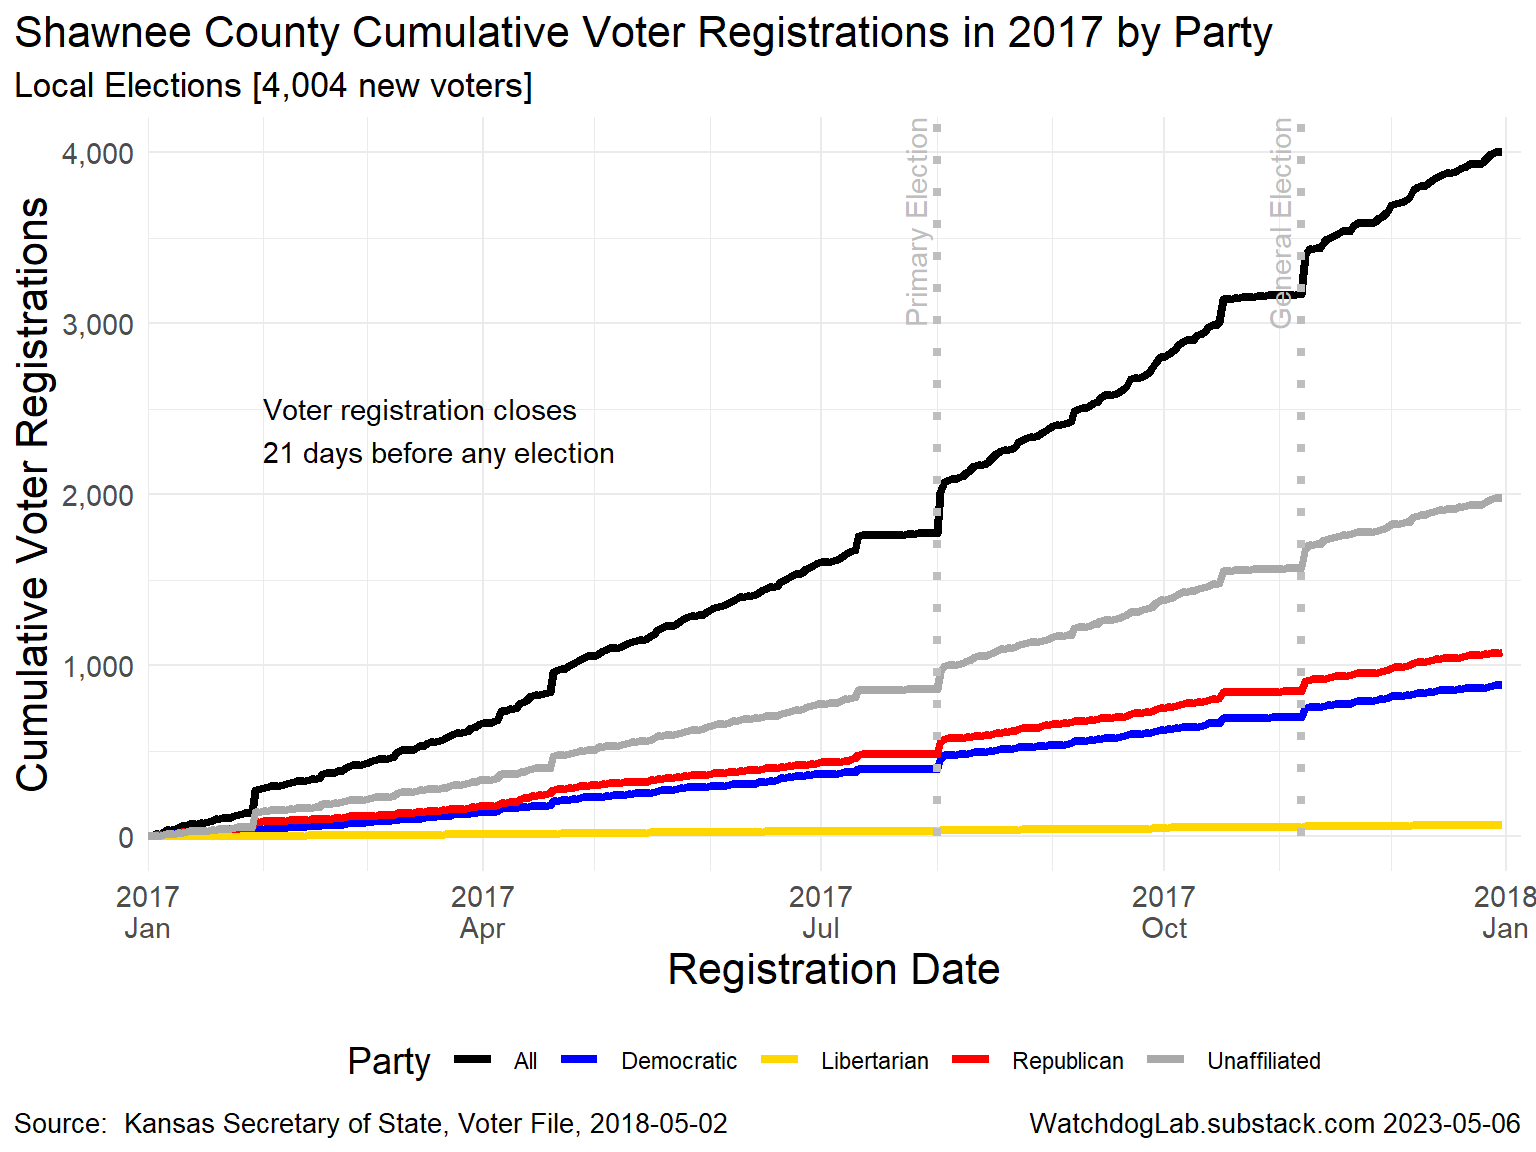 Shawnee County Cumulative Voter Registrations in 2017 by Party
Local Elections [4,004 new voters]
Cumulative Voter Registrations
4,000
3,000
2,000
1,000
0
Primary Election
General Election
Voter registration closes
21 days before any election
2017 2017 2017 2017 2018
Jan Apr Jul Oct Jan
Registration Date
Party All Democratic Libertarian Republican Unaffiliated
Source:  Kansas Secretary of State, Voter File, 2018-05-02
WatchdogLab.substack.com 2023-05-06